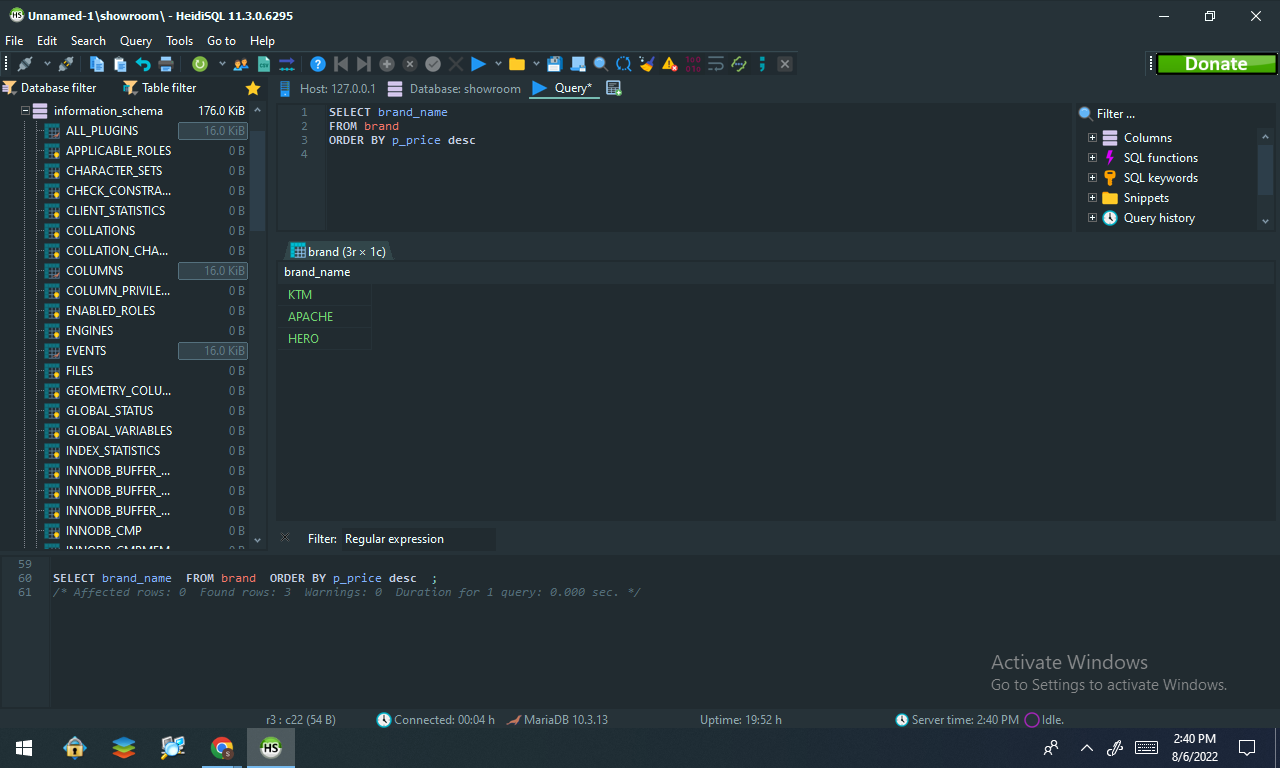 Unnamed-1\showroom\ - HeidiSQL 11.3.0.6295
File Edit Search Query Tools Go to Help
Donate
Database filter Table filter
Host: 127.0.0.1 Database: showroom Query*
information_schema 176.0 KiB
ALL_PLUGINS 16.0 KiB
APPLICABLE_ROLES 0 B
CHARACTER_SETS 0 B
CHECK_CONSTRA... 0 B
CLIENT_STATISTICS 0 B
COLLATIONS 0 B
COLLATION_CHA... 0 B
COLUMNS 16.0 KiB
COLUMN_PRIVILE... 0 B
ENABLED_ROLES 0 B
ENGINES 0 B
EVENTS 16.0 KiB
FILES 0 B
GEOMETRY_COLU... 0 B
GLOBAL_STATUS 0 B
GLOBAL_VARIABLES 0 B
INDEX_STATISTICS 0 B
INNODB_BUFFER_... 0 B
INNODB_BUFFER_... 0 B
INNODB_BUFFER_... 0 B
INNODB_CMP 0 B
1 SELECT brand_name
2 FROM brand
3 ORDER BY p_price desc
4
Filter ...
Columns
SQL functions
SQL keywords
Snippets
Query history
brand (3r × 1c)
brand_name
KTM
APACHE
HERO
Filter: Regular expression
59
60 SELECT brand_name FROM brand ORDER BY p_price desc ;
61 /* Affected rows: 0 Found rows: 3 Warnings: 0 Duration for 1 query: 0.000 sec. */
Activate Windows
Go to Settings to activate Windows.
r3 : c22 (54 B) Connected: 00:04 h MariaDB 10.3.13 Uptime: 19:52 h Server time: 2:40 PM Idle.
HS
2:40 PM
8/6/2022